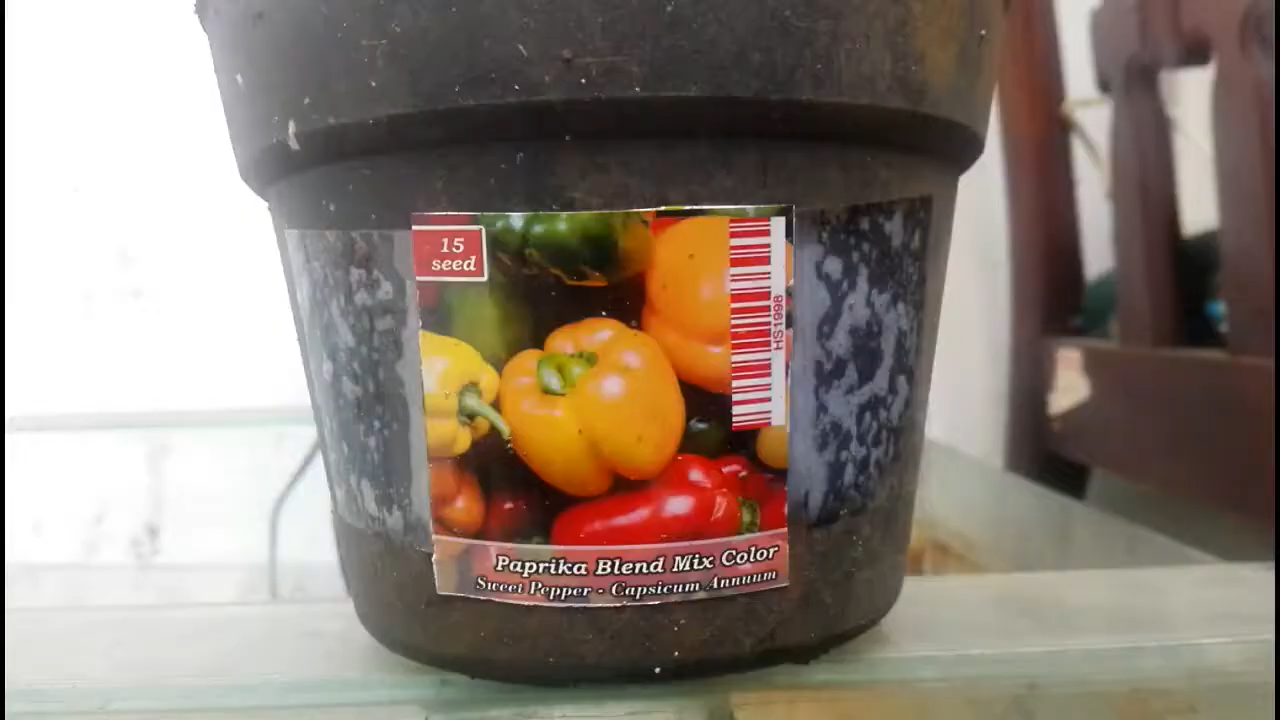 15
seed
HS1998
Paprika Blend Mix Color
Sweet Pepper - Capsicum Annuum